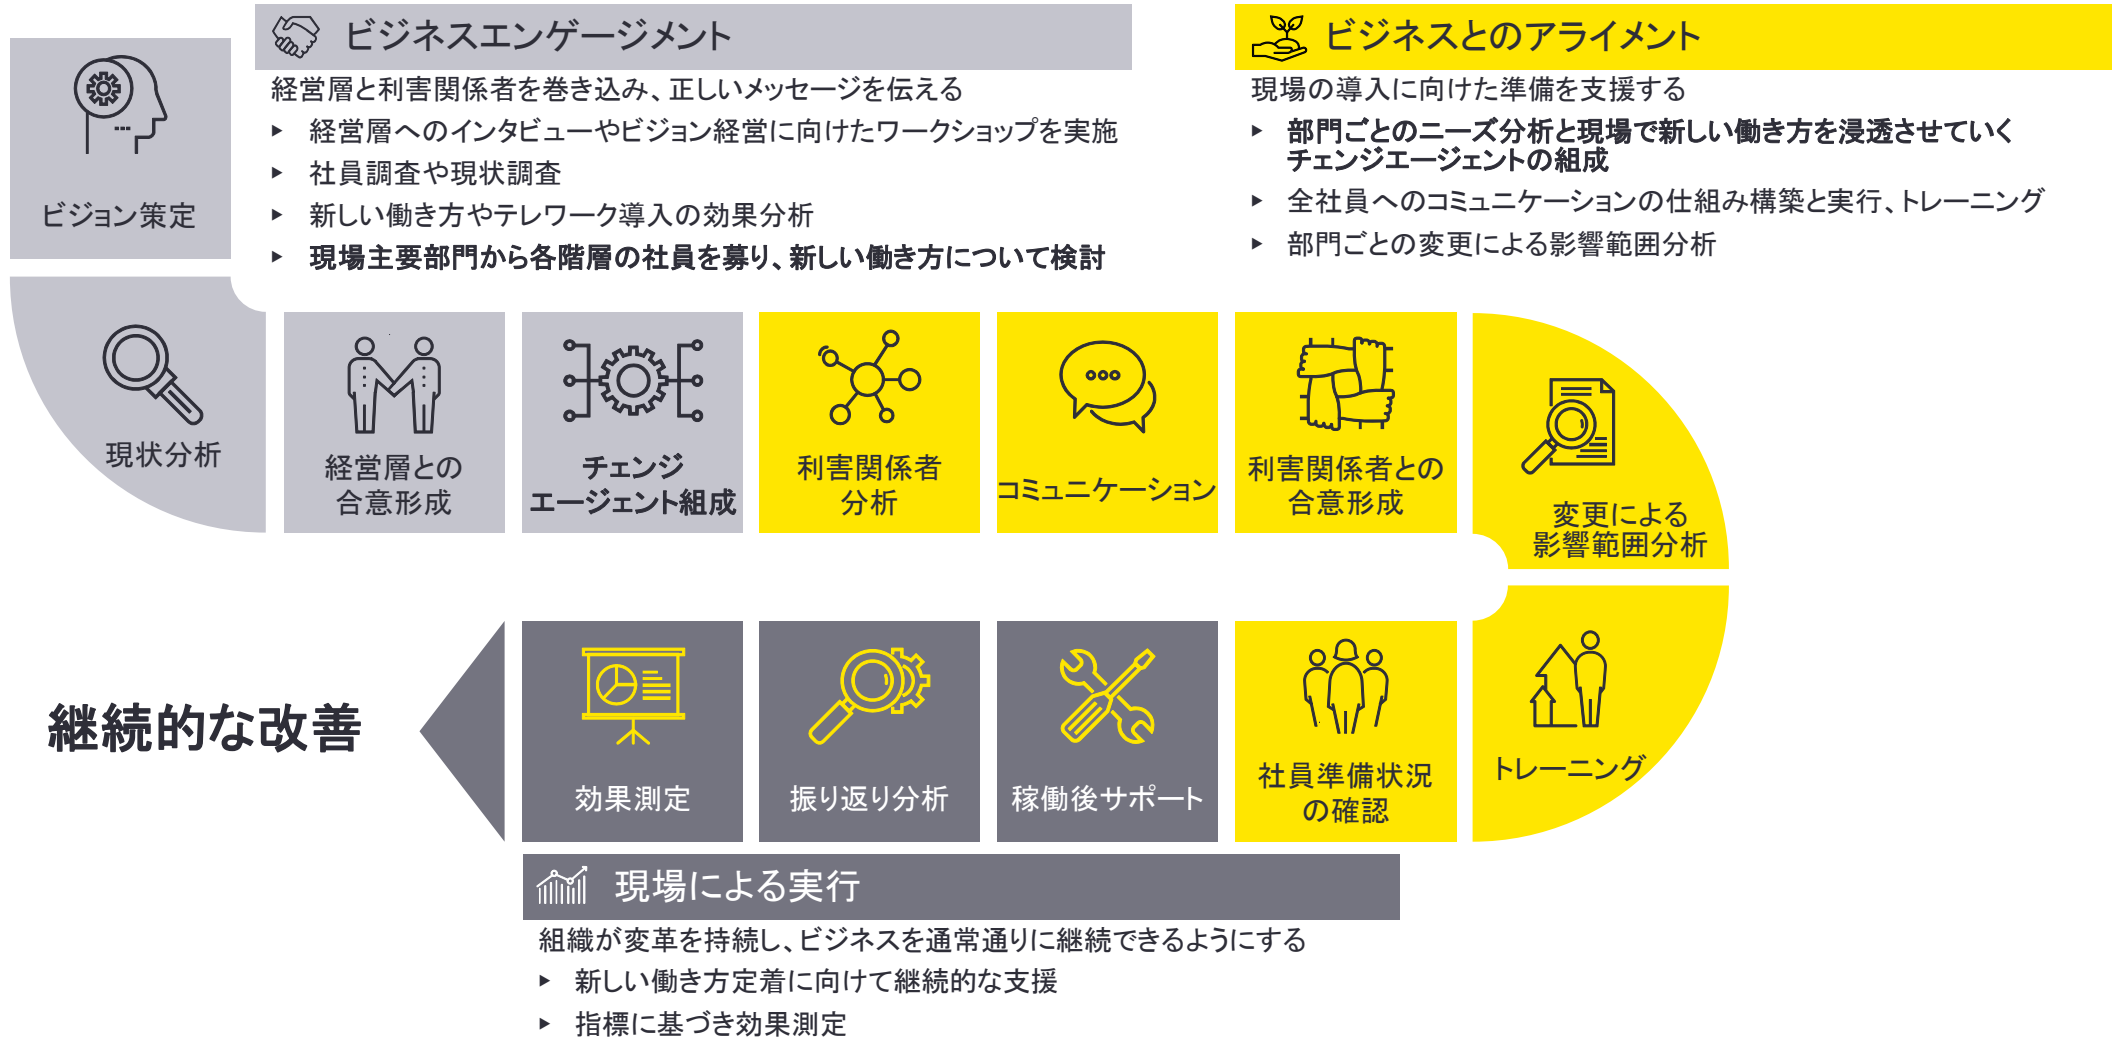 ビジネスエンゲージメント
経営層と利害関係者を巻き込み、正しいメッセージを伝える
▶ 経営層へのインタビューやビジョン経営に向けたワークショップを実施
▶ 社員調査や現状調査
▶ 新しい働き方やテレワーク導入の効果分析
▶ 現場主要部門から各階層の社員を募り、新しい働き方について検討
ビジネスとのアライメント
現場の導入に向けた準備を支援する
▶ 部門ごとのニーズ分析と現場で新しい働き方を浸透させていく
チェンジエージェントの組成
▶ 全社員へのコミュニケーションの仕組み構築と実行、トレーニング
▶ 部門ごとの変更による影響範囲分析
ビジョン策定
現状分析
経営層との
合意形成
チェンジ
エージェント組成
利害関係者
分析
コミュニケーション
利害関係者との
合意形成
変更による
影響範囲分析
トレーニング
社員準備状況
の確認
稼働後サポート
振り返り分析
効果測定
継続的な改善
現場による実行
組織が変革を持続し、ビジネスを通常通りに継続できるようにする
▶ 新しい働き方定着に向けて継続的な支援
▶ 指標に基づき効果測定